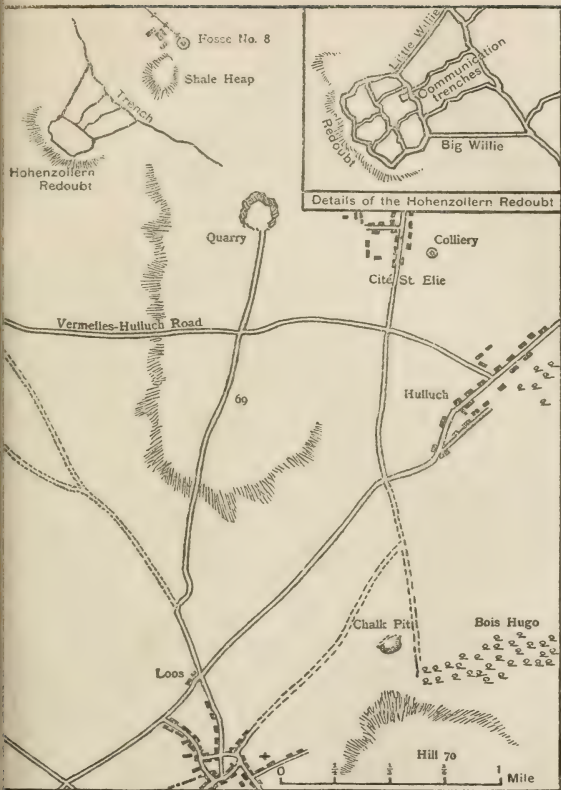 Fosse No. 8
Shale Heap
Trench
Hohenzollern
Redoubt
Little Willie
Communication
trenches
Redoubt
Big Willie
Details of the Hohenzollern Redoubt
Quarry
Colliery
Cité St. Elie
Vermelles-Hulluch Road
Hulluch
69
Chalk Pit
Bois Hugo
Loos
Hill 70
0
1
Mile